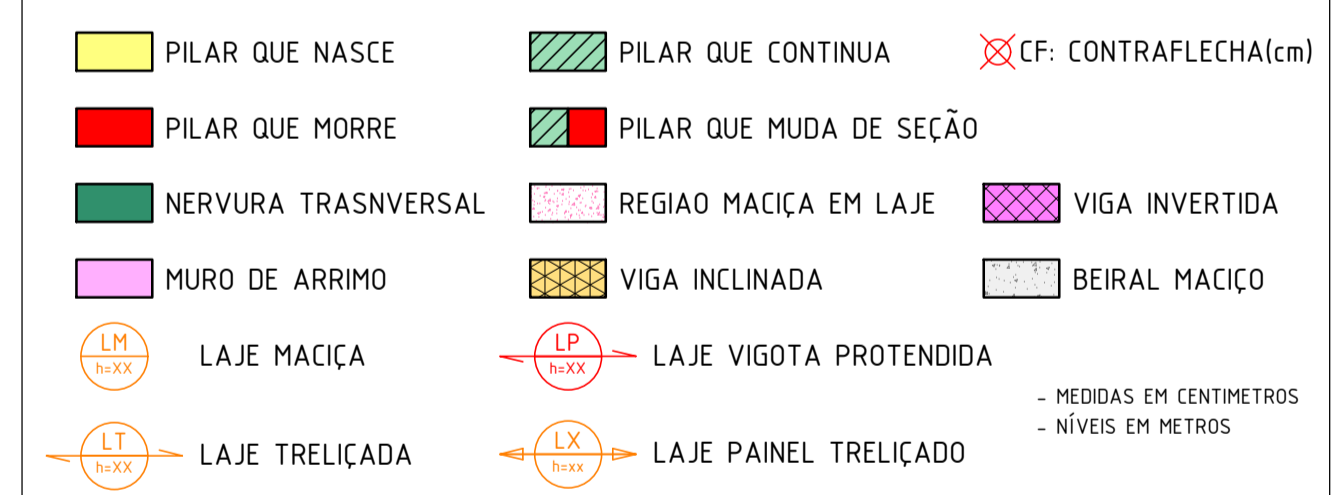 PILAR QUE NASCE
PILAR QUE CONTINUA
CF: CONTRAFLECHA(cm)
PILAR QUE MORRE
PILAR QUE MUDA DE SEÇÃO
NERVURA TRASNVERSAL
REGIAO MACIÇA EM LAJE
VIGA INVERTIDA
MURO DE ARRIMO
VIGA INCLINADA
BEIRAL MACIÇO
LM
h=XX
LAJE MACIÇA
LP
h=XX
LAJE VIGOTA PROTENDIDA
- MEDIDAS EM CENTIMETROS
- NÍVEIS EM METROS
LT
h=XX
LAJE TRELIÇADA
LX
h=xx
LAJE PAINEL TRELIÇADO